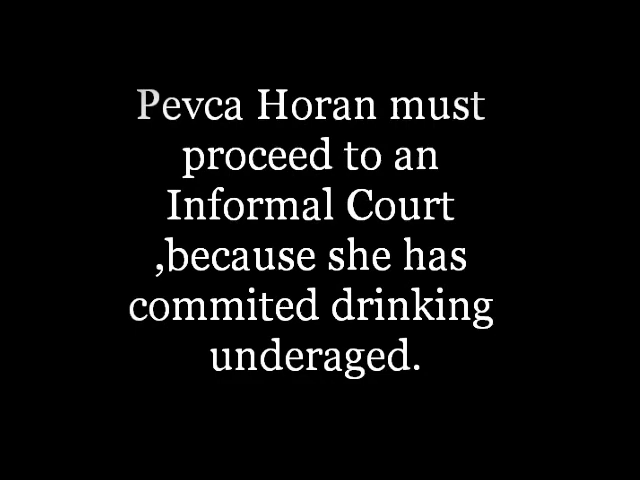 Pevca Horan must
proceed to an
Informal Court
,because she has
commited drinking
underaged.